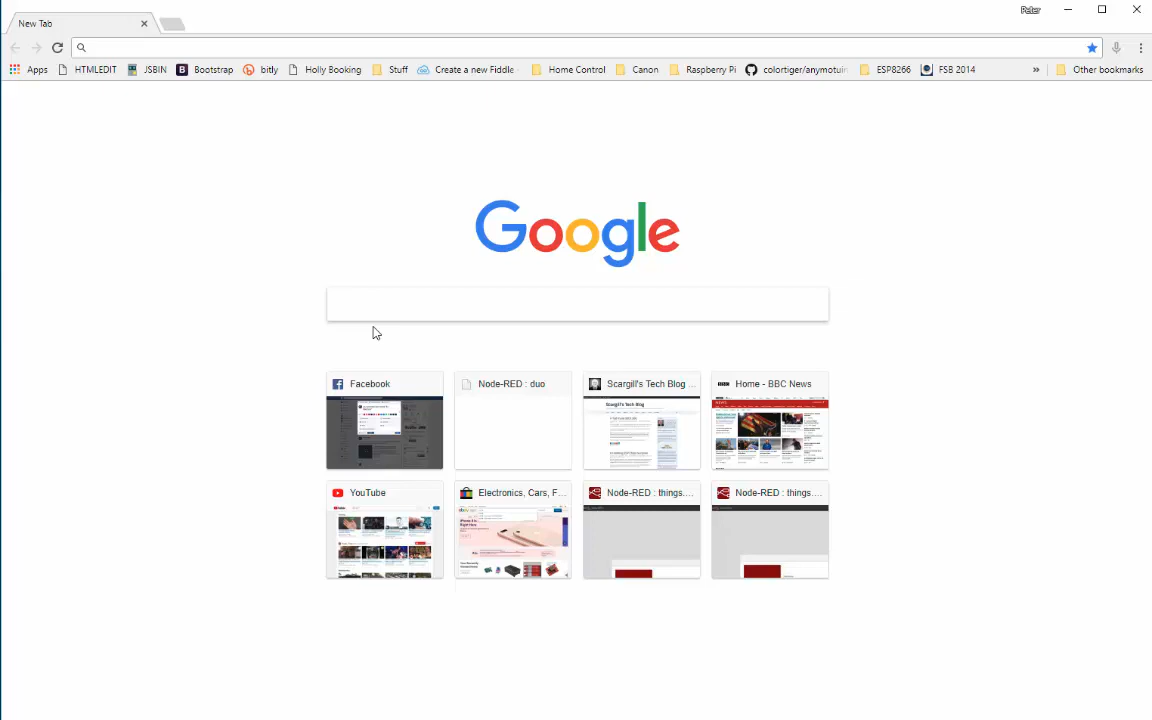 Peter
New Tab
Apps HTMLEDIT JSBIN Bootstrap bitly Holly Booking Stuff Create a new Fiddle Home Control Canon Raspberry Pi colortiger/anymotuin ESP8266 FSB 2014 » Other bookmarks
Google
Facebook Node-RED : duo Scargill's Tech Blog ... Home - BBC News
YouTube Electronics, Cars, F... Node-RED : things.... Node-RED : things....